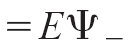 = EΨ_